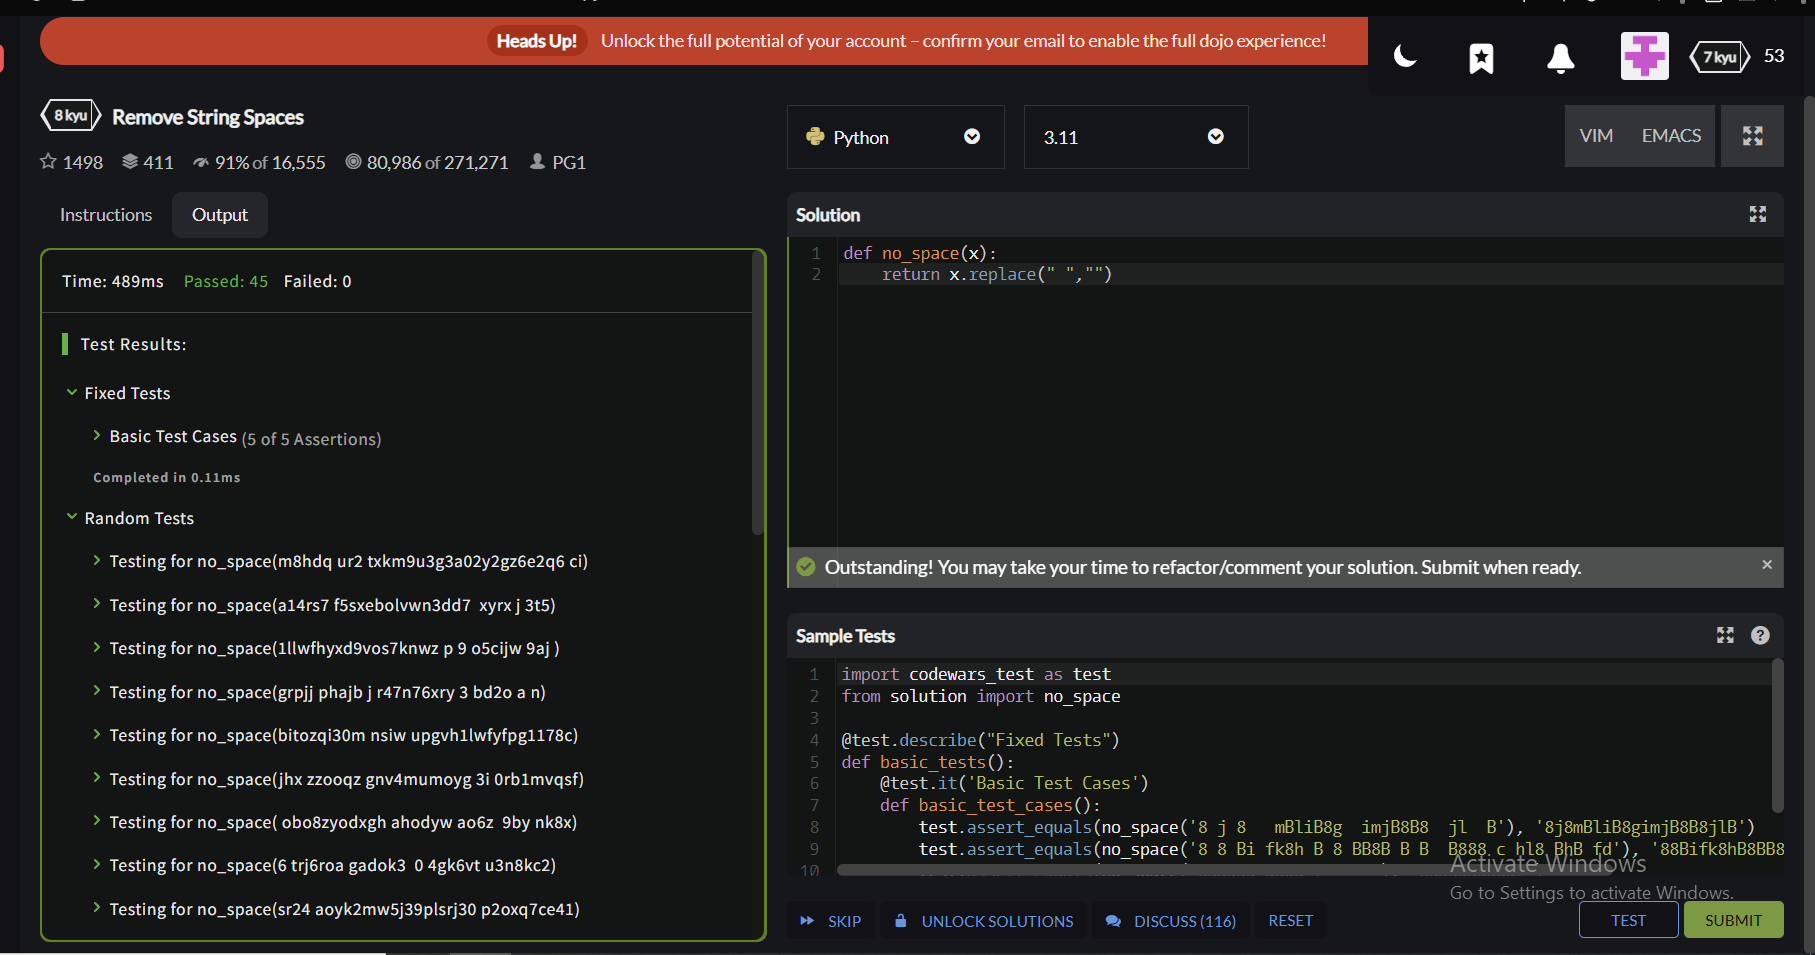 Heads Up! Unlock the full potential of your account – confirm your email to enable the full dojo experience!
7 kyu 53
8 kyu Remove String Spaces
1498 411 91% of 16,555 80,986 of 271,271 PG1
Python 3.11 VIM EMACS
Instructions Output
Time: 489ms Passed: 45 Failed: 0
Test Results:
Fixed Tests
Basic Test Cases (5 of 5 Assertions)
Completed in 0.11ms
Random Tests
Testing for no_space(m8hdq ur2 txkm9u3g3a02y2gz6e2q6 ci)
Testing for no_space(a14rs7 f5sxebolvwn3dd7  xyrx j 3t5)
Testing for no_space(1llwfhyxd9vos7knwz p 9 o5cijw 9aj )
Testing for no_space(grpjj phajb j r47n76xry 3 bd2o a n)
Testing for no_space(bitozqi30m nsiw upgvh1lwfyfpg1178c)
Testing for no_space(jhx zzooqz gnv4mumoyg 3i 0rb1mvqsf)
Testing for no_space( obo8zyodxgh ahodyw ao6z  9by nk8x)
Testing for no_space(6 trj6roa gadok3  0 4gk6vt u3n8kc2)
Testing for no_space(sr24 aoyk2mw5j39plsrj30 p2oxq7ce41)
Solution
1 def no_space(x):
2     return x.replace(" ","")
Outstanding! You may take your time to refactor/comment your solution. Submit when ready.
Sample Tests
1 import codewars_test as test
2 from solution import no_space
3
4 @test.describe("Fixed Tests")
5 def basic_tests():
6     @test.it('Basic Test Cases')
7     def basic_test_cases():
8         test.assert_equals(no_space('8 j 8   mBliB8g  imjB8B8  jl  B'), '8j8mBliB8gimjB8B8jlB')
9         test.assert_equals(no_space('8 8 Bi fk8h B 8 BB8B B B  B888 c hl8 BhB fd'), '88Bifk8hB8BB8
10
Activate Windows
Go to Settings to activate Windows.
SKIP UNLOCK SOLUTIONS DISCUSS (116) RESET TEST SUBMIT